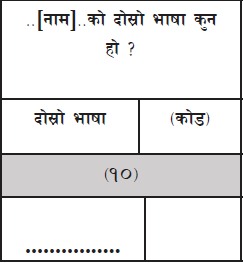 ..[नाम]..को दोस्रो भाषा कुन
हो ?
दोस्रो भाषा (कोड)
(१०)
................